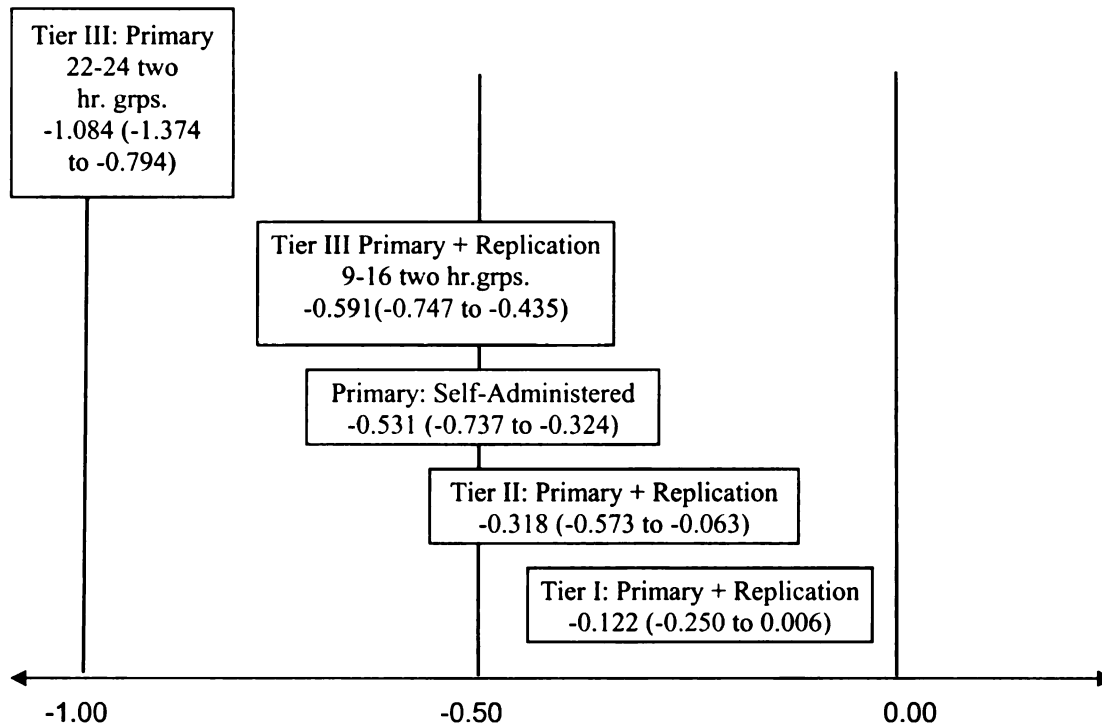 Tier III: Primary
22-24 two
hr. grps.
-1.084 (-1.374
to -0.794)
Tier III Primary + Replication
9-16 two hr.grps.
-0.591(-0.747 to -0.435)
Primary: Self-Administered
-0.531 (-0.737 to -0.324)
Tier II: Primary + Replication
-0.318 (-0.573 to -0.063)
Tier I: Primary + Replication
-0.122 (-0.250 to 0.006)
-1.00 -0.50 0.00